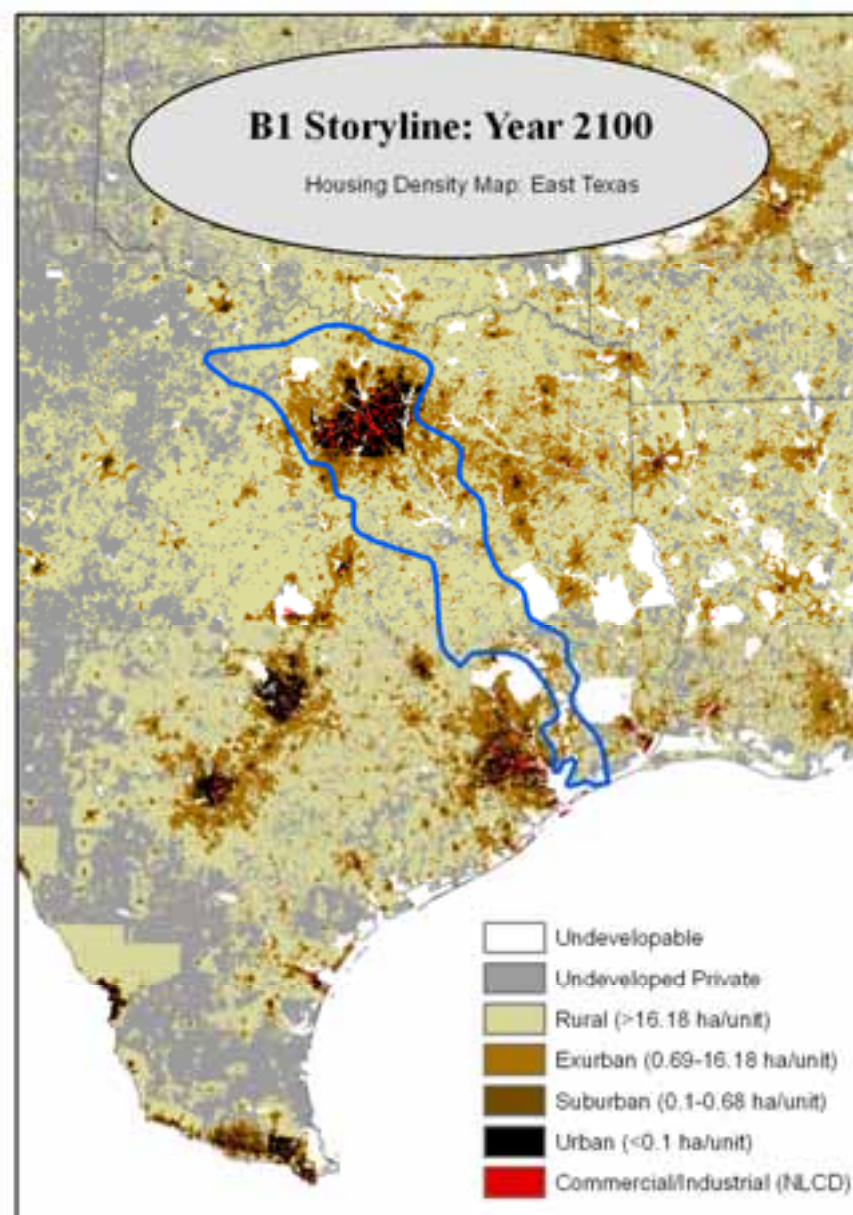 B1 Storyline: Year 2100
Housing Density Map: East Texas
Undevelopable
Undeveloped Private
Rural (>16.18 ha/unit)
Exurban (0.69-16.18 ha/unit)
Suburban (0.1-0.68 ha/unit)
Urban (<0.1 ha/unit)
Commercial/Industrial (NLCD)